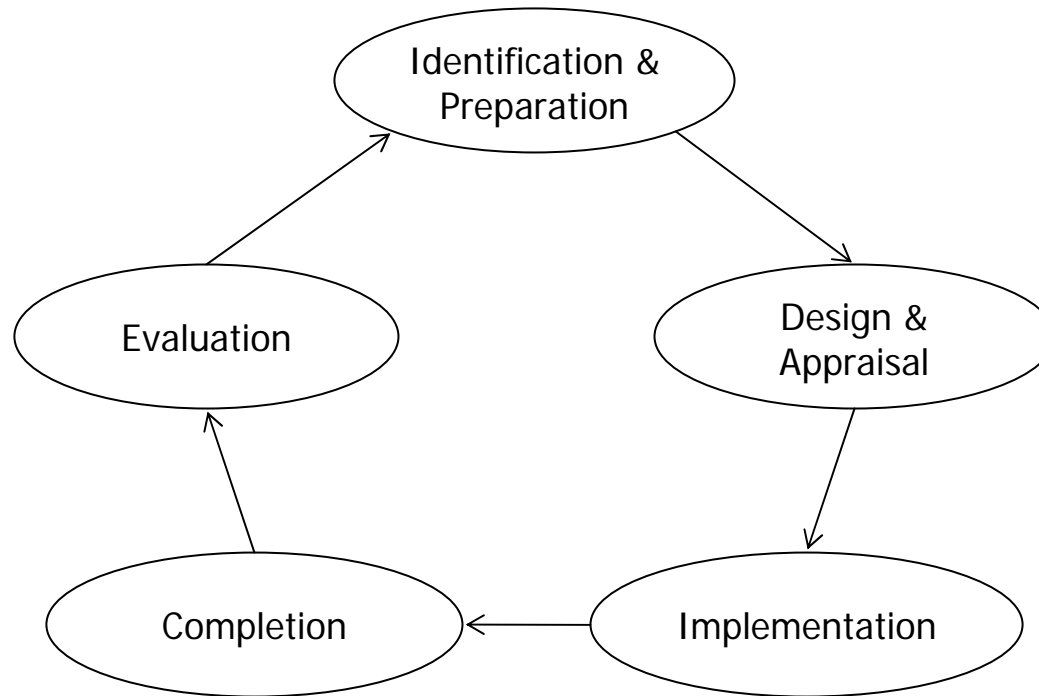 Identification &
Preparation
Design &
Appraisal
Implementation
Completion
Evaluation